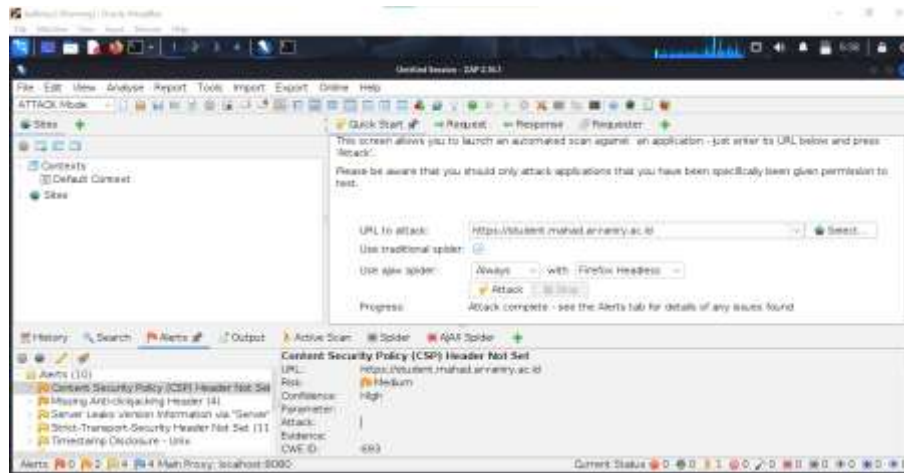 Untitled Session - ZAP 2.16.1
File Edit View Analyse Report Tools Import Export Online Help
ATTACK Mode
Sites
Quick Start Request Response Requester
This screen allows you to launch an automated scan against an application - just enter its URL below and press
'Attack'.
Please be aware that you should only attack applications that you have been specifically been given permission to
test.
Contexts
Default Context
Sites
URL to attack: https://student.mahad.ar-raniry.ac.id Select...
Use traditional spider:
Use ajax spider: Always with Firefox Headless
Attack Stop
Progress: Attack complete - see the Alerts tab for details of any issues found
History Search Alerts Output Active Scan Spider AJAX Spider
Alerts (10)
Content Security Policy (CSP) Header Not Set
Missing Anti-clickjacking Header (4)
Server Leaks Version Information via "Server"
Strict-Transport-Security Header Not Set (11
Timestamp Disclosure - Unix
Content Security Policy (CSP) Header Not Set
URL: https://student.mahad.ar-raniry.ac.id
Risk: Medium
Confidence: High
Parameter:
Attack:
Evidence:
CWE ID: 693
Alerts 0 2 4 4 Main Proxy: localhost:8080
Current Status